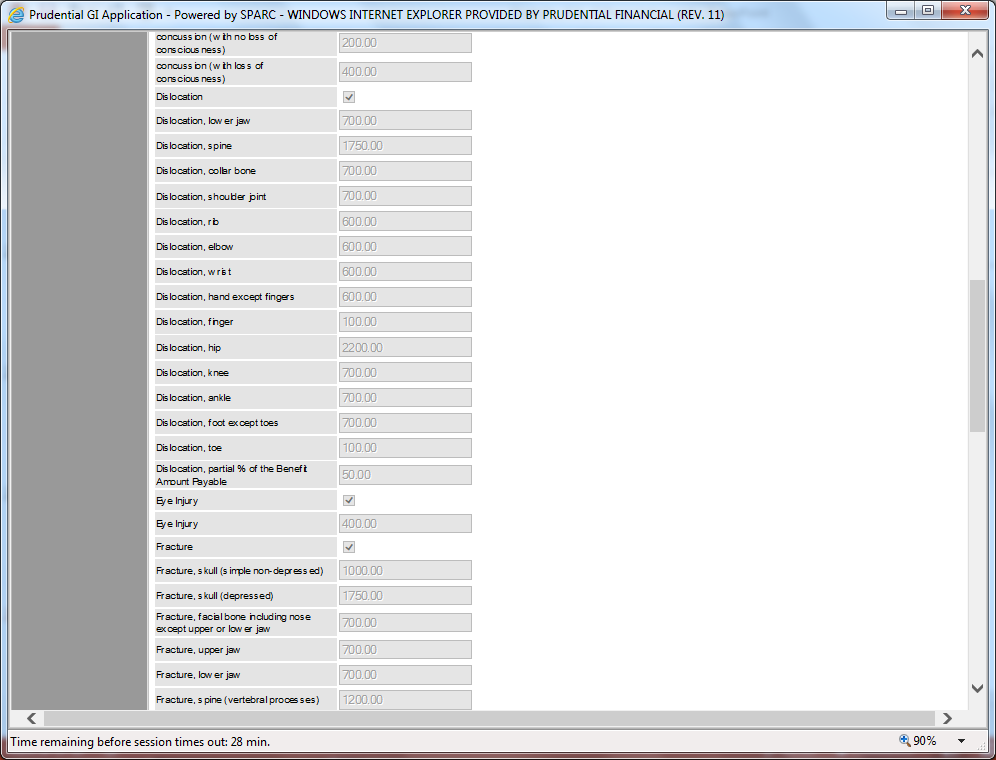 Prudential GI Application - Powered by SPARC - WINDOWS INTERNET EXPLORER PROVIDED BY PRUDENTIAL FINANCIAL (REV. 11)
concussion (with no loss of
consciousness) 200.00
concussion (with loss of
consciousness) 400.00
Dislocation
Dislocation, lower jaw 700.00
Dislocation, spine 1750.00
Dislocation, collar bone 700.00
Dislocation, shoulder joint 700.00
Dislocation, rib 600.00
Dislocation, elbow 600.00
Dislocation, wrist 600.00
Dislocation, hand except fingers 600.00
Dislocation, finger 100.00
Dislocation, hip 2200.00
Dislocation, knee 700.00
Dislocation, ankle 700.00
Dislocation, foot except toes 700.00
Dislocation, toe 100.00
Dislocation, partial % of the Benefit
Amount Payable 50.00
Eye Injury
Eye Injury 400.00
Fracture
Fracture, skull (simple non-depressed) 1000.00
Fracture, skull (depressed) 1750.00
Fracture, facial bone including nose
except upper or lower jaw 700.00
Fracture, upper jaw 700.00
Fracture, lower jaw 700.00
Fracture, spine (vertebral processes) 1200.00
Time remaining before session times out: 28 min. 90%